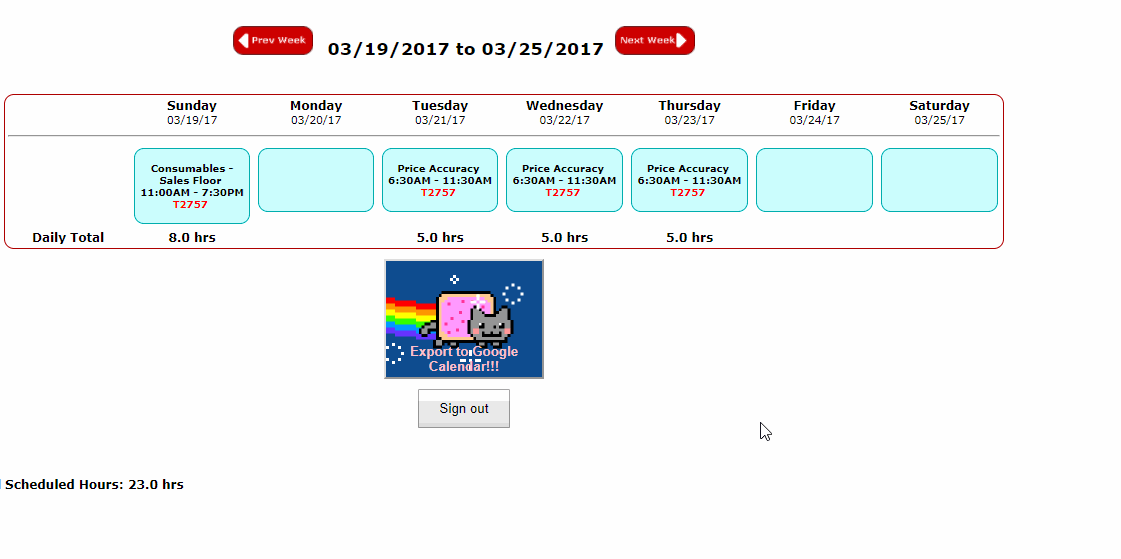 Prev Week
03/19/2017 to 03/25/2017
Next Week
Sunday
03/19/17
Monday
03/20/17
Tuesday
03/21/17
Wednesday
03/22/17
Thursday
03/23/17
Friday
03/24/17
Saturday
03/25/17
Consumables -
Sales Floor
11:00AM - 7:30PM
T2757
Price Accuracy
6:30AM - 11:30AM
T2757
Price Accuracy
6:30AM - 11:30AM
T2757
Price Accuracy
6:30AM - 11:30AM
T2757
Daily Total
8.0 hrs
5.0 hrs
5.0 hrs
5.0 hrs
Export to Google
Calendar!!!
Sign out
Scheduled Hours: 23.0 hrs